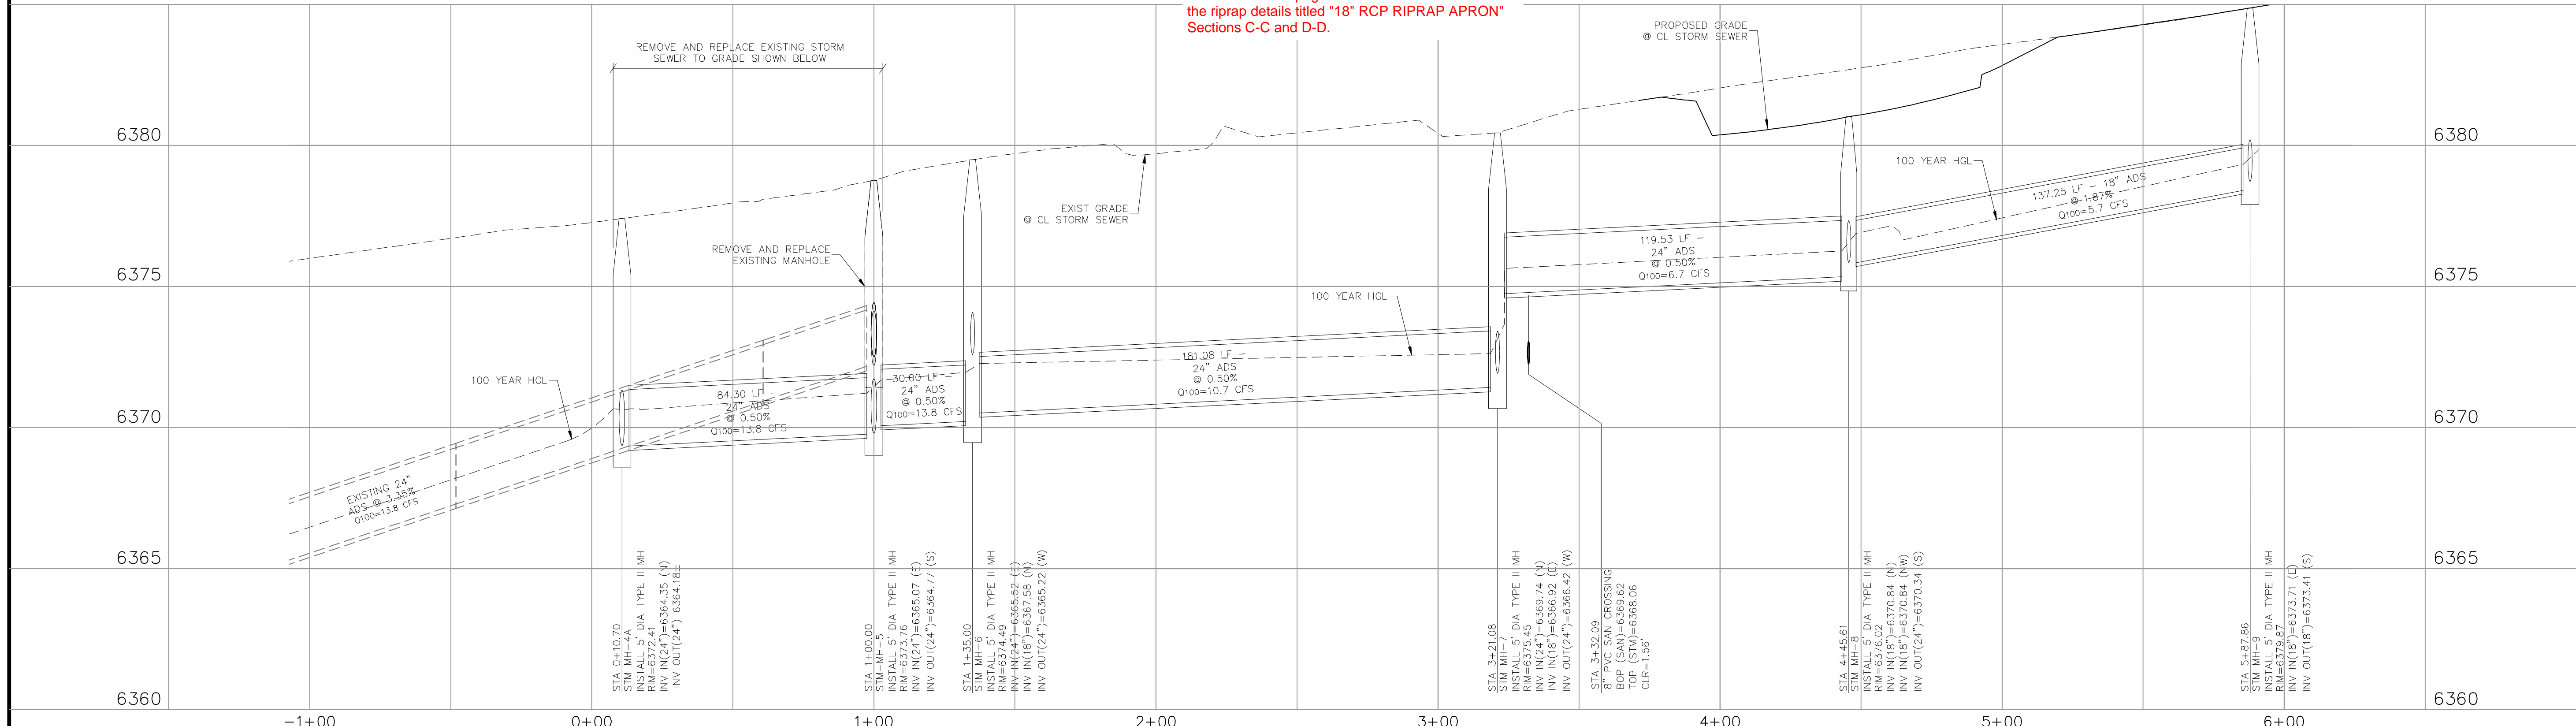 the riprap details titled "18" RCP RIPRAP APRON"
Sections C-C and D-D.
REMOVE AND REPLACE EXISTING STORM
SEWER TO GRADE SHOWN BELOW
PROPOSED GRADE
@ CL STORM SEWER
6380
6380
100 YEAR HGL
137.25 LF - 18" ADS
@ 1.87%
Q100=5.7 CFS
EXIST GRADE
@ CL STORM SEWER
REMOVE AND REPLACE
EXISTING MANHOLE
119.53 LF -
24" ADS
@ 0.50%
Q100=6.7 CFS
6375
6375
100 YEAR HGL
100 YEAR HGL
84.30 LF -
24" ADS
@ 0.50%
Q100=13.8 CFS
30.00 LF -
24" ADS
@ 0.50%
Q100=13.8 CFS
181.08 LF -
24" ADS
@ 0.50%
Q100=10.7 CFS
6370
6370
EXISTING 24"
ADS @ 3.35%
Q100=13.8 CFS
6365
6365
STA 0+10.70
STM MH-4A
INSTALL 5' DIA TYPE II MH
RIM=6372.41
INV IN(24")=6364.35 (N)
INV OUT(24") 6364.18±
STA 1+00.00
STM-MH-5
INSTALL 5' DIA TYPE II MH
RIM=6373.76
INV IN(24")=6365.07 (E)
INV OUT(24")=6364.77 (S)
STA 1+35.00
STM MH-6
INSTALL 5' DIA TYPE II MH
RIM=6374.49
INV IN(24")=6365.52 (E)
INV IN(18")=6367.58 (N)
INV OUT(24")=6365.22 (W)
STA 3+21.08
STM MH-7
INSTALL 5' DIA TYPE II MH
RIM=6375.45
INV IN(24")=6369.74 (N)
INV IN(18")=6366.92 (E)
INV OUT(24")=6366.42 (W)
STA 3+32.09
8" PVC SAN CROSSING
BOP (SAN)=6369.62
TOP (STM)=6368.06
CLR=1.56'
STA 4+45.61
STM MH-8
INSTALL 5' DIA TYPE II MH
RIM=6376.02
INV IN(18")=6370.84 (N)
INV IN(18")=6370.84 (NW)
INV OUT(24")=6370.34 (S)
STA 5+87.86
STM MH-9
INSTALL 5' DIA TYPE II MH
RIM=6379.87
INV IN(18")=6373.71 (E)
INV OUT(18")=6373.41 (S)
6360
6360
-1+00
0+00
1+00
2+00
3+00
4+00
5+00
6+00